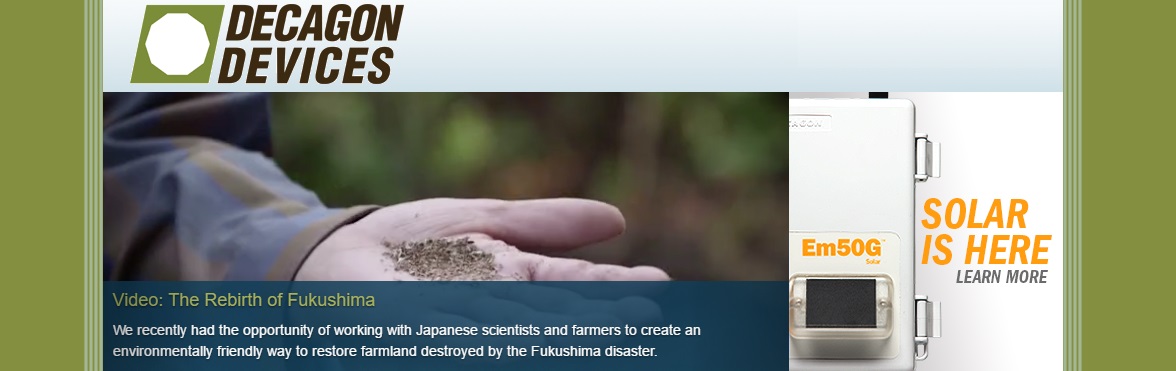 DECAGON
DEVICES
Em50G
Solar
SOLAR
IS HERE
LEARN MORE
Video: The Rebirth of Fukushima
We recently had the opportunity of working with Japanese scientists and farmers to create an
environmentally friendly way to restore farmland destroyed by the Fukushima disaster.